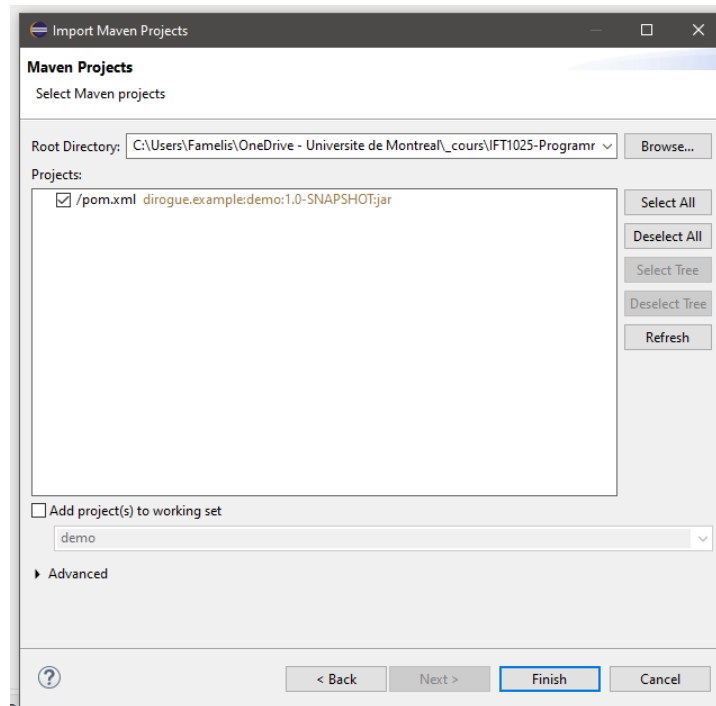 Import Maven Projects
Maven Projects
Select Maven projects
Root Directory: C:\Users\Famelis\OneDrive - Universite de Montreal\_cours\IFT1025-Programr Browse...
Projects:
/pom.xml dirogue.example:demo:1.0-SNAPSHOT:jar
Select All
Deselect All
Select Tree
Deselect Tree
Refresh
Add project(s) to working set
demo
Advanced
? < Back Next > Finish Cancel